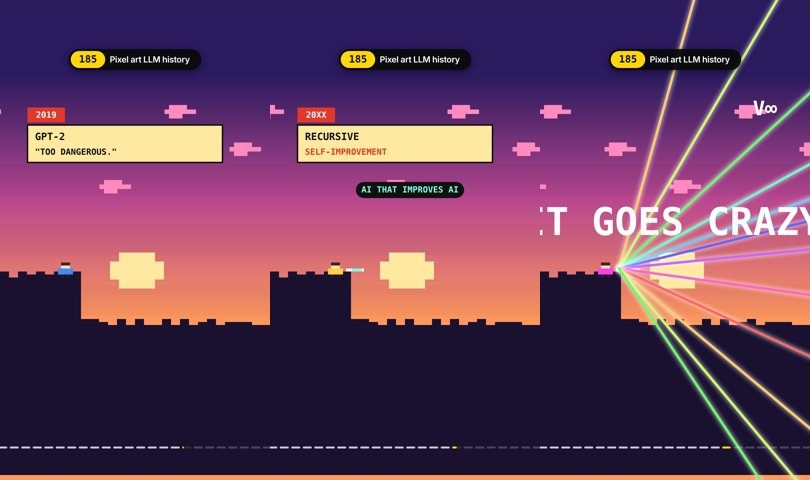 185 Pixel art LLM history
2019
GPT-2
"TOO DANGEROUS."
185 Pixel art LLM history
20XX
RECURSIVE
SELF-IMPROVEMENT
AI THAT IMPROVES AI
185 Pixel art LLM history
V∞
T GOES CRAZY